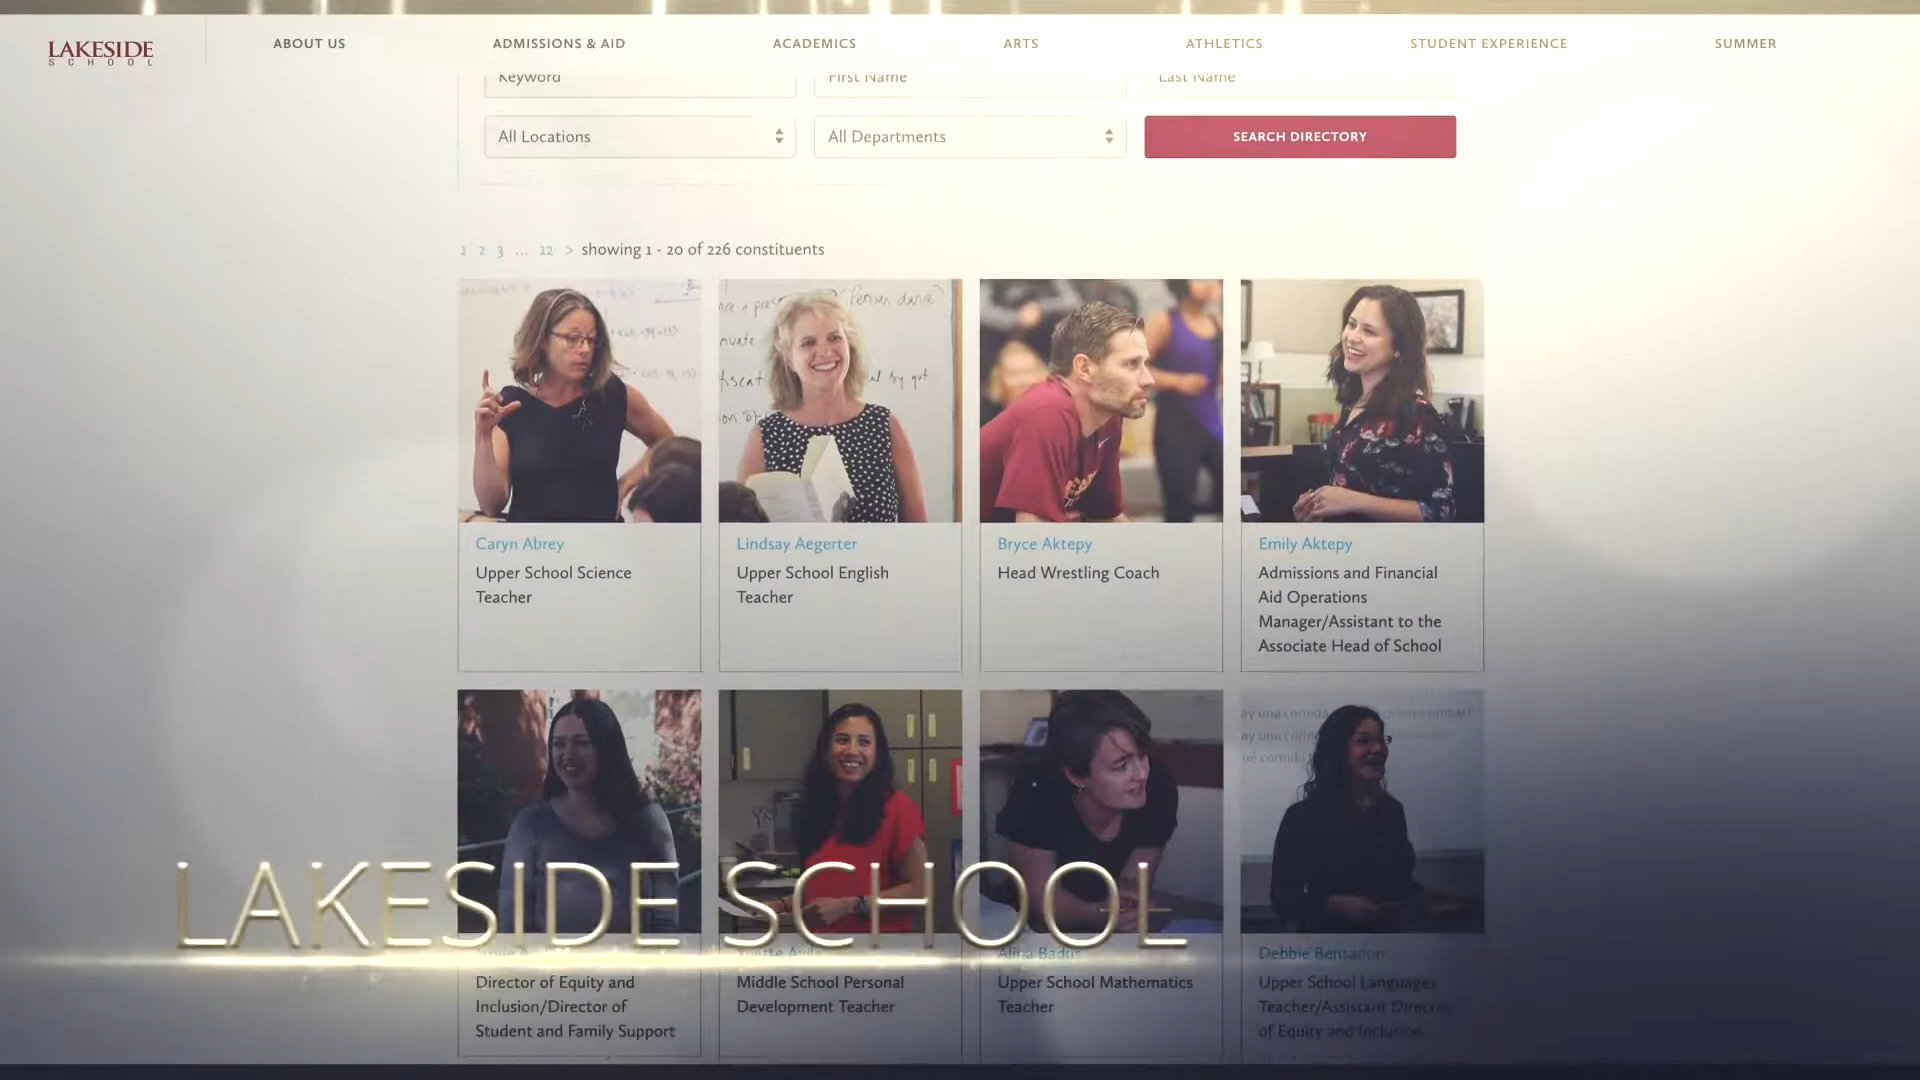 LAKESIDE
SCHOOL
ABOUT US
ADMISSIONS & AID
ACADEMICS
ARTS
ATHLETICS
STUDENT EXPERIENCE
SUMMER
Keyword
First Name
Last Name
All Locations
All Departments
SEARCH DIRECTORY
1 2 3 ... 12 > showing 1 - 20 of 226 constituents
Caryn Abrey
Upper School Science
Teacher
Lindsay Aegerter
Upper School English
Teacher
Bryce Aktepy
Head Wrestling Coach
Emily Aktepy
Admissions and Financial
Aid Operations
Manager/Assistant to the
Associate Head of School
LAKESIDE SCHOOL
Director of Equity and
Inclusion/Director of
Student and Family Support
Middle School Personal
Development Teacher
Upper School Mathematics
Teacher
Debbie Bensadon
Upper School Languages
Teacher/Assistant Director
of Equity and Inclusion